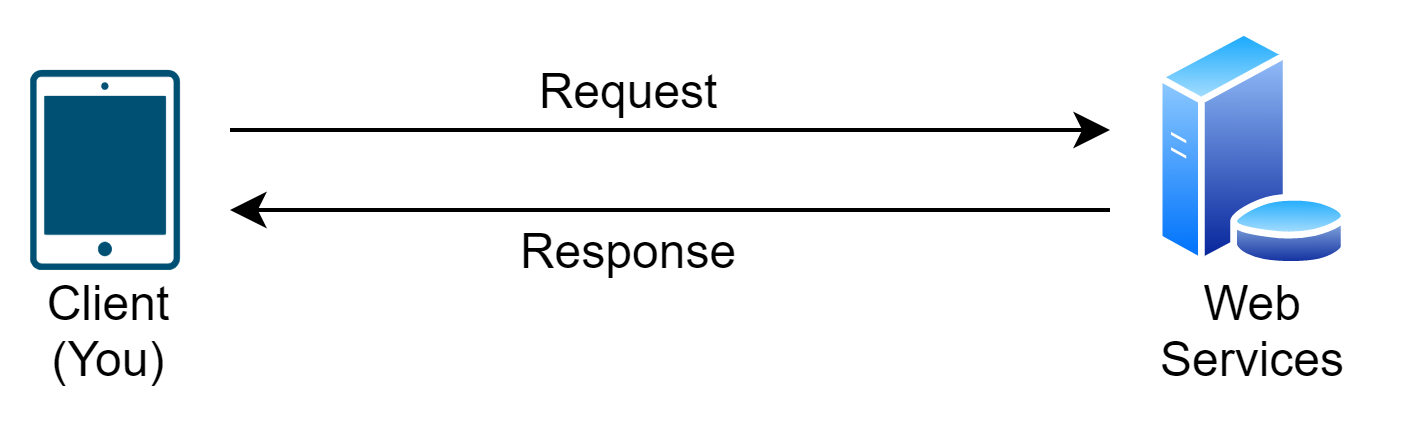 Request
Response
Client
(You)
Web
Services